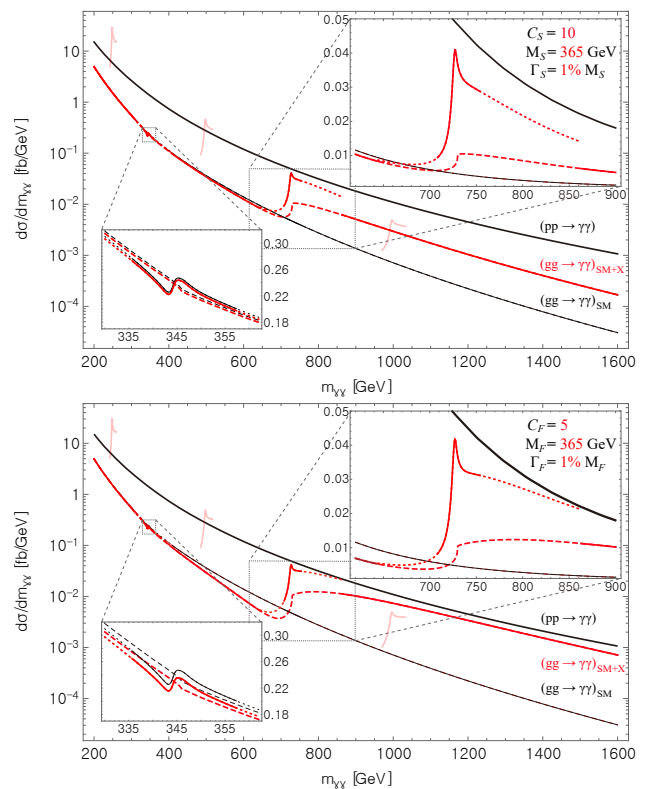 0.05
C_S = 10
M_S = 365 GeV
Γ_S = 1% M_S
0.04
0.03
0.02
0.01
700 750 800 850 900
10
1
10⁻¹
10⁻²
10⁻³
10⁻⁴
dσ/dm_γγ [fb/GeV]
0.30
0.26
0.22
0.18
335 345 355
(pp → γγ)
(gg → γγ)_SM+X
(gg → γγ)_SM
200 400 600 800 1000 1200 1400 1600
m_γγ [GeV]
0.05
C_F = 5
M_F = 365 GeV
Γ_F = 1% M_F
0.04
0.03
0.02
0.01
700 750 800 850 900
10
1
10⁻¹
10⁻²
10⁻³
10⁻⁴
dσ/dm_γγ [fb/GeV]
0.30
0.26
0.22
0.18
335 345 355
(pp → γγ)
(gg → γγ)_SM+X
(gg → γγ)_SM
200 400 600 800 1000 1200 1400 1600
m_γγ [GeV]